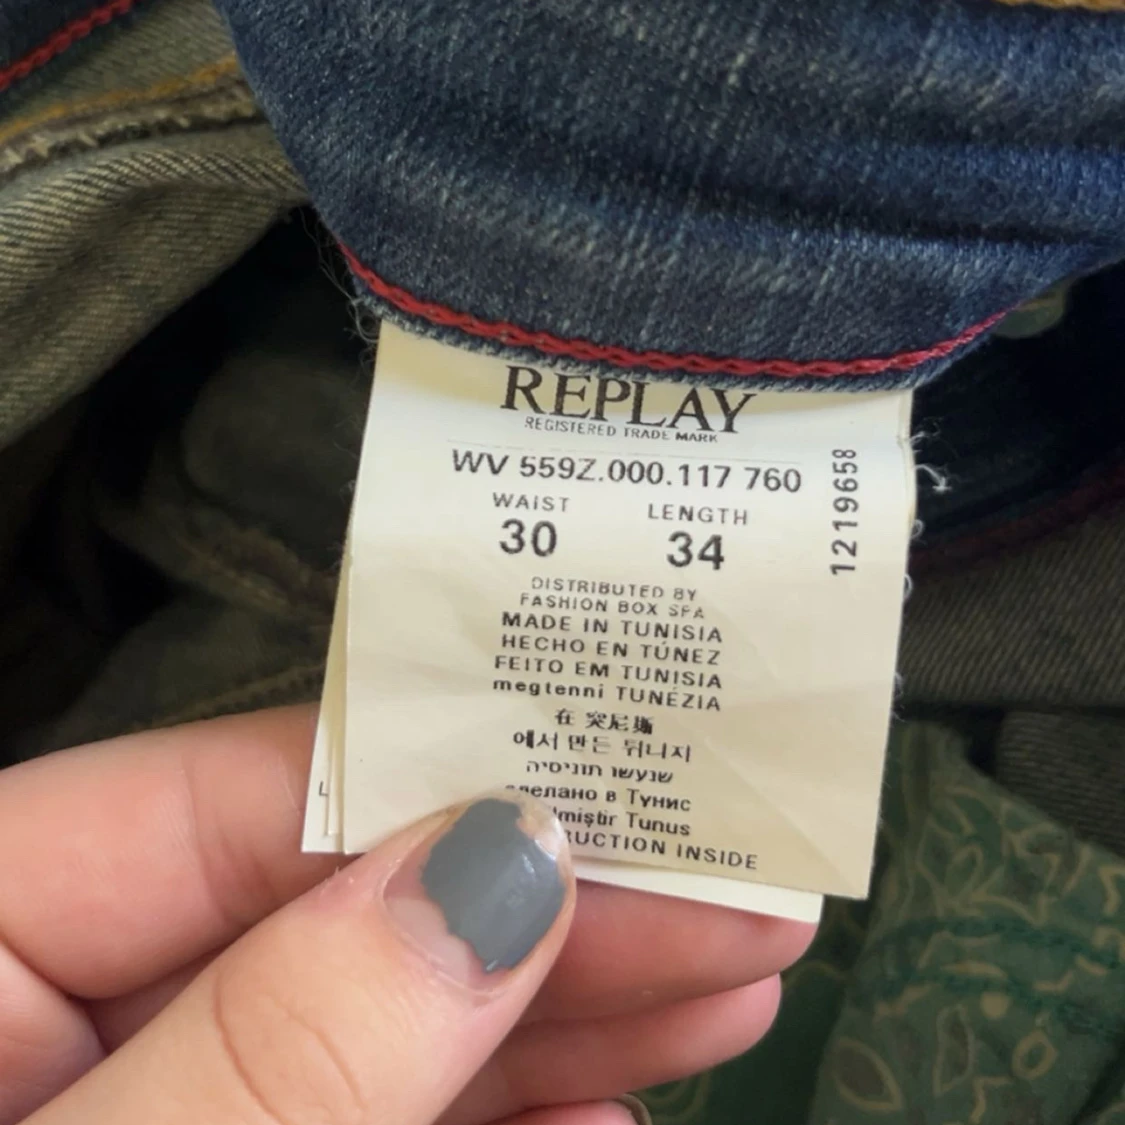 REPLAY
REGISTERED TRADE MARK
WV 559Z.000.117 760
1219658
WAIST LENGTH
30 34
DISTRIBUTED BY
FASHION BOX SPA
MADE IN TUNISIA
HECHO EN TÚNEZ
FEITO EM TUNISIA
megtenni TUNÉZIA
在 突尼斯
에서 만든 튀니지
שנעשו תוניסיה
в Тунис
Tunus
INSIDE